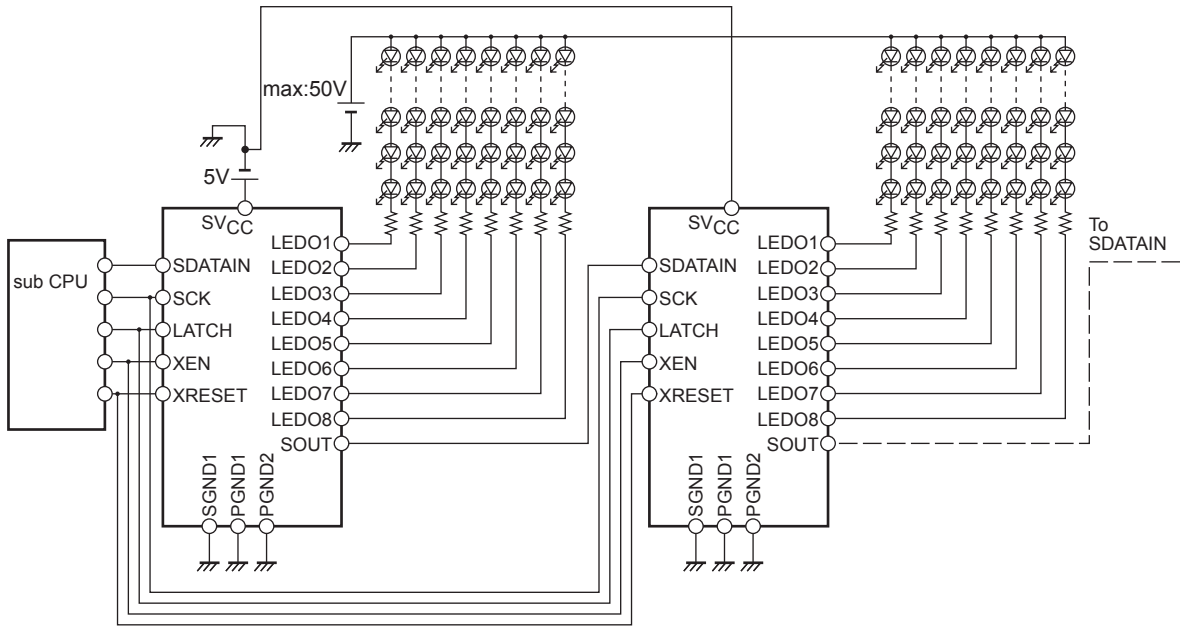 max:50V
5V
sub CPU
SVCC
SDATAIN
SCK
LATCH
XEN
XRESET
LEDO1
LEDO2
LEDO3
LEDO4
LEDO5
LEDO6
LEDO7
LEDO8
SOUT
SGND1
PGND1
PGND2
SVCC
SDATAIN
SCK
LATCH
XEN
XRESET
LEDO1
LEDO2
LEDO3
LEDO4
LEDO5
LEDO6
LEDO7
LEDO8
SOUT
SGND1
PGND1
PGND2
To
SDATAIN